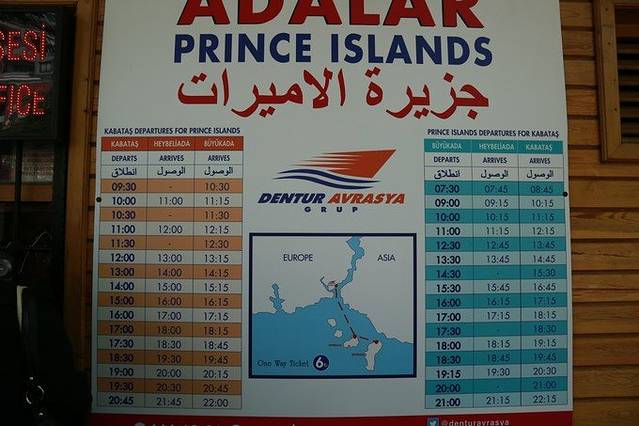 ADALAR
PRINCE ISLANDS
جزيرة الاميرات
ESİ
FICE
KABATAŞ DEPARTURES FOR PRINCE ISLANDS
KABATAŞ HEYBELİADA BÜYÜKADA
DEPARTS ARRIVES ARRIVES
انطلاق الوصول الوصول
09:30 - 10:30
10:00 11:00 11:15
10:30 - 11:30
11:00 12:00 12:15
11:30 - 12:30
12:00 13:00 13:15
13:00 14:00 14:15
14:00 15:00 15:15
15:00 16:00 16:15
16:00 17:00 17:15
17:00 18:00 18:15
17:30 18:30 18:45
18:30 19:30 19:45
19:00 20:00 20:15
19:30 20:30 20:45
20:45 21:45 22:00
DENTUR AVRASYA
GRUP
EUROPE ASIA
One Way Ticket 6
PRINCE ISLANDS DEPARTURES FOR KABATAŞ
BÜYÜKADA HEYBELİADA KABATAŞ
DEPARTS ARRIVES ARRIVES
انطلاق الوصول الوصول
07:30 07:45 08:45
09:00 09:15 10:15
10:00 10:15 11:15
11:00 11:15 12:15
12:30 12:45 13:45
13:30 13:45 14:45
14:30 - 15:30
15:30 15:45 16:45
16:00 16:15 17:15
17:00 17:15 18:15
17:30 - 18:30
18:00 18:15 19:15
18:30 18:45 19:45
19:15 19:30 20:30
20:00 - 21:00
21:00 21:15 22:15
@denturavrasya